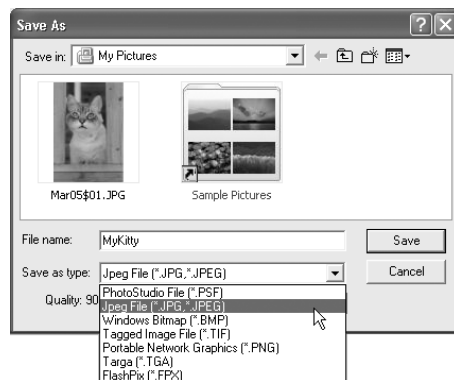 Save As
Save in: My Pictures
Mar05$01.JPG Sample Pictures
File name: MyKitty Save
Save as type: Jpeg File (*.JPG,*.JPEG) Cancel
Quality: 90
PhotoStudio File (*.PSF)
Jpeg File (*.JPG,*.JPEG)
Windows Bitmap (*.BMP)
Tagged Image File (*.TIF)
Portable Network Graphics (*.PNG)
Targa (*.TGA)
FlashPix (*.FPX)